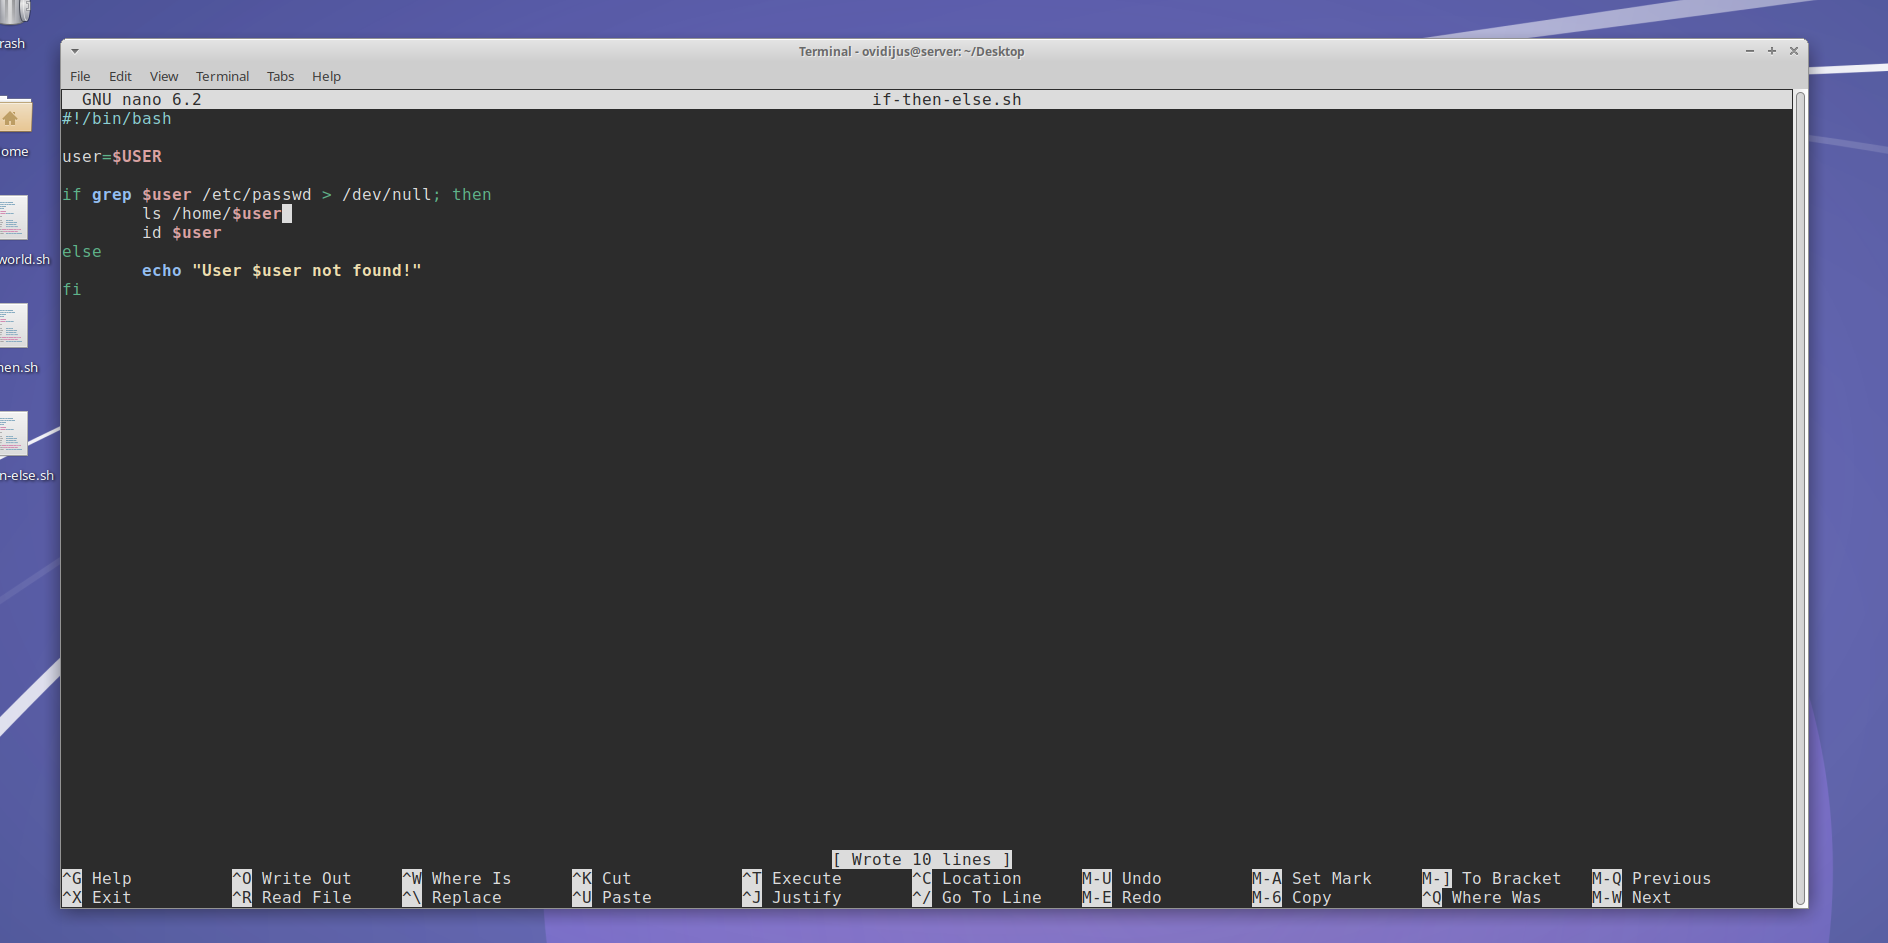 Terminal - ovidijus@server: ~/Desktop
File Edit View Terminal Tabs Help
GNU nano 6.2 if-then-else.sh
#!/bin/bash
user=$USER
if grep $user /etc/passwd > /dev/null; then
ls /home/$user
id $user
else
echo "User $user not found!"
fi
[ Wrote 10 lines ]
^G Help ^O Write Out ^W Where Is ^K Cut ^T Execute ^C Location M-U Undo M-A Set Mark M-] To Bracket M-Q Previous
^X Exit ^R Read File ^\ Replace ^U Paste ^J Justify ^/ Go To Line M-E Redo M-6 Copy ^Q Where Was M-W Next
rash
ome
world.sh
hen.sh
n-else.sh